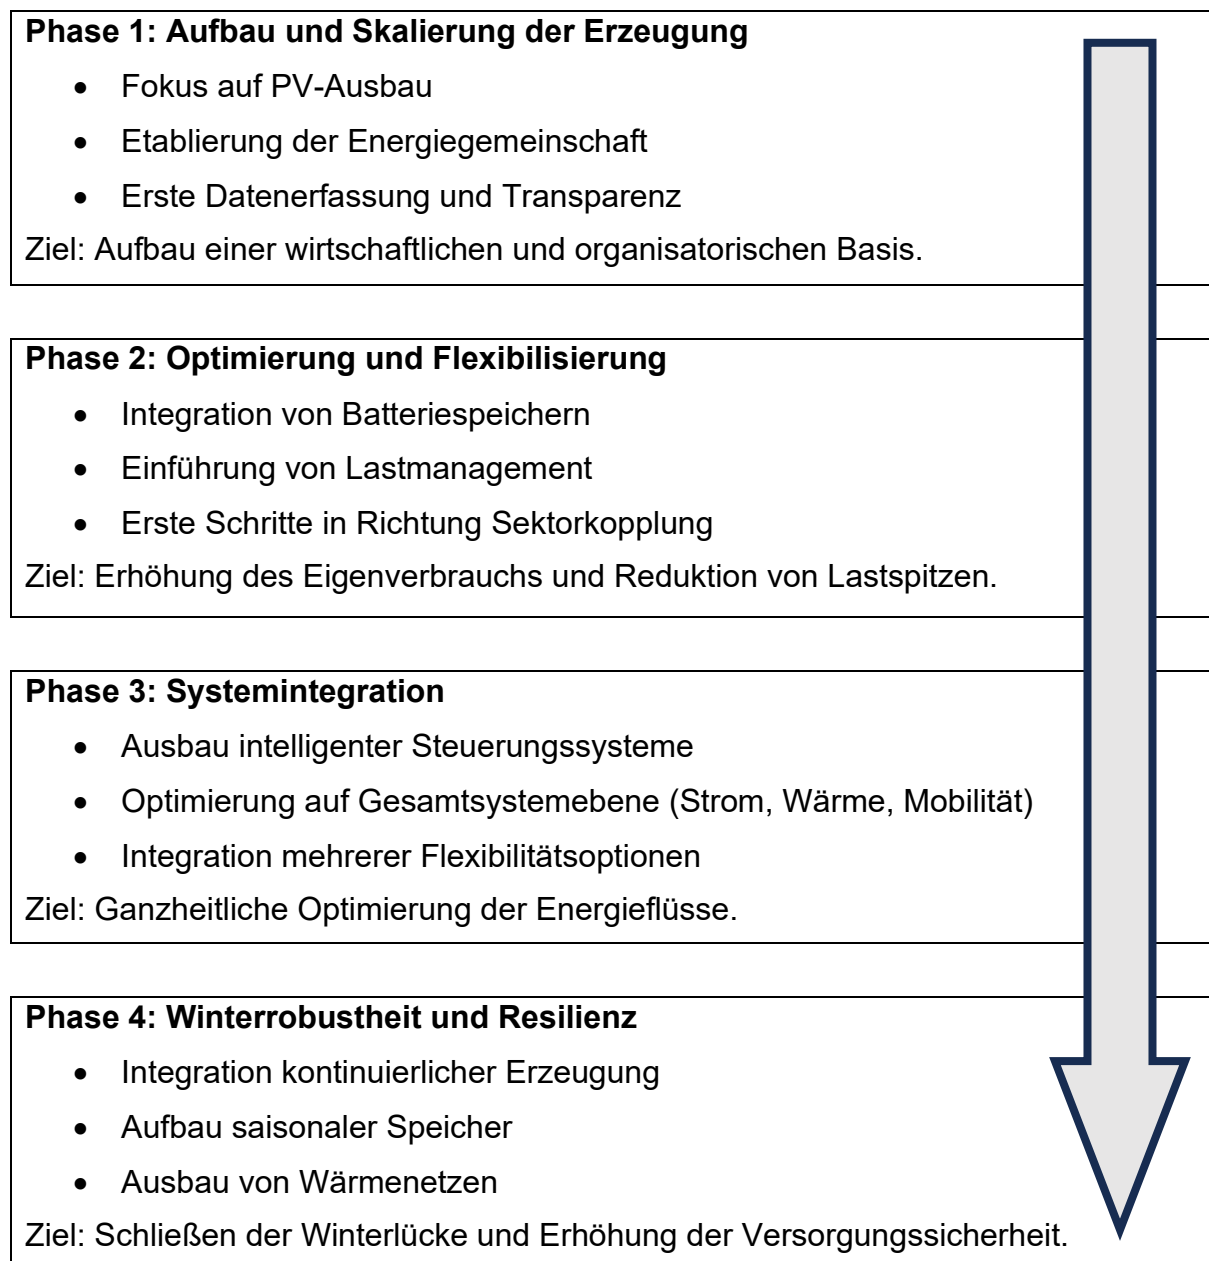 Phase 1: Aufbau und Skalierung der Erzeugung
• Fokus auf PV-Ausbau
• Etablierung der Energiegemeinschaft
• Erste Datenerfassung und Transparenz
Ziel: Aufbau einer wirtschaftlichen und organisatorischen Basis.
Phase 2: Optimierung und Flexibilisierung
• Integration von Batteriespeichern
• Einführung von Lastmanagement
• Erste Schritte in Richtung Sektorkopplung
Ziel: Erhöhung des Eigenverbrauchs und Reduktion von Lastspitzen.
Phase 3: Systemintegration
• Ausbau intelligenter Steuerungssysteme
• Optimierung auf Gesamtsystemebene (Strom, Wärme, Mobilität)
• Integration mehrerer Flexibilitätsoptionen
Ziel: Ganzheitliche Optimierung der Energieflüsse.
Phase 4: Winterrobustheit und Resilienz
• Integration kontinuierlicher Erzeugung
• Aufbau saisonaler Speicher
• Ausbau von Wärmenetzen
Ziel: Schließen der Winterlücke und Erhöhung der Versorgungssicherheit.